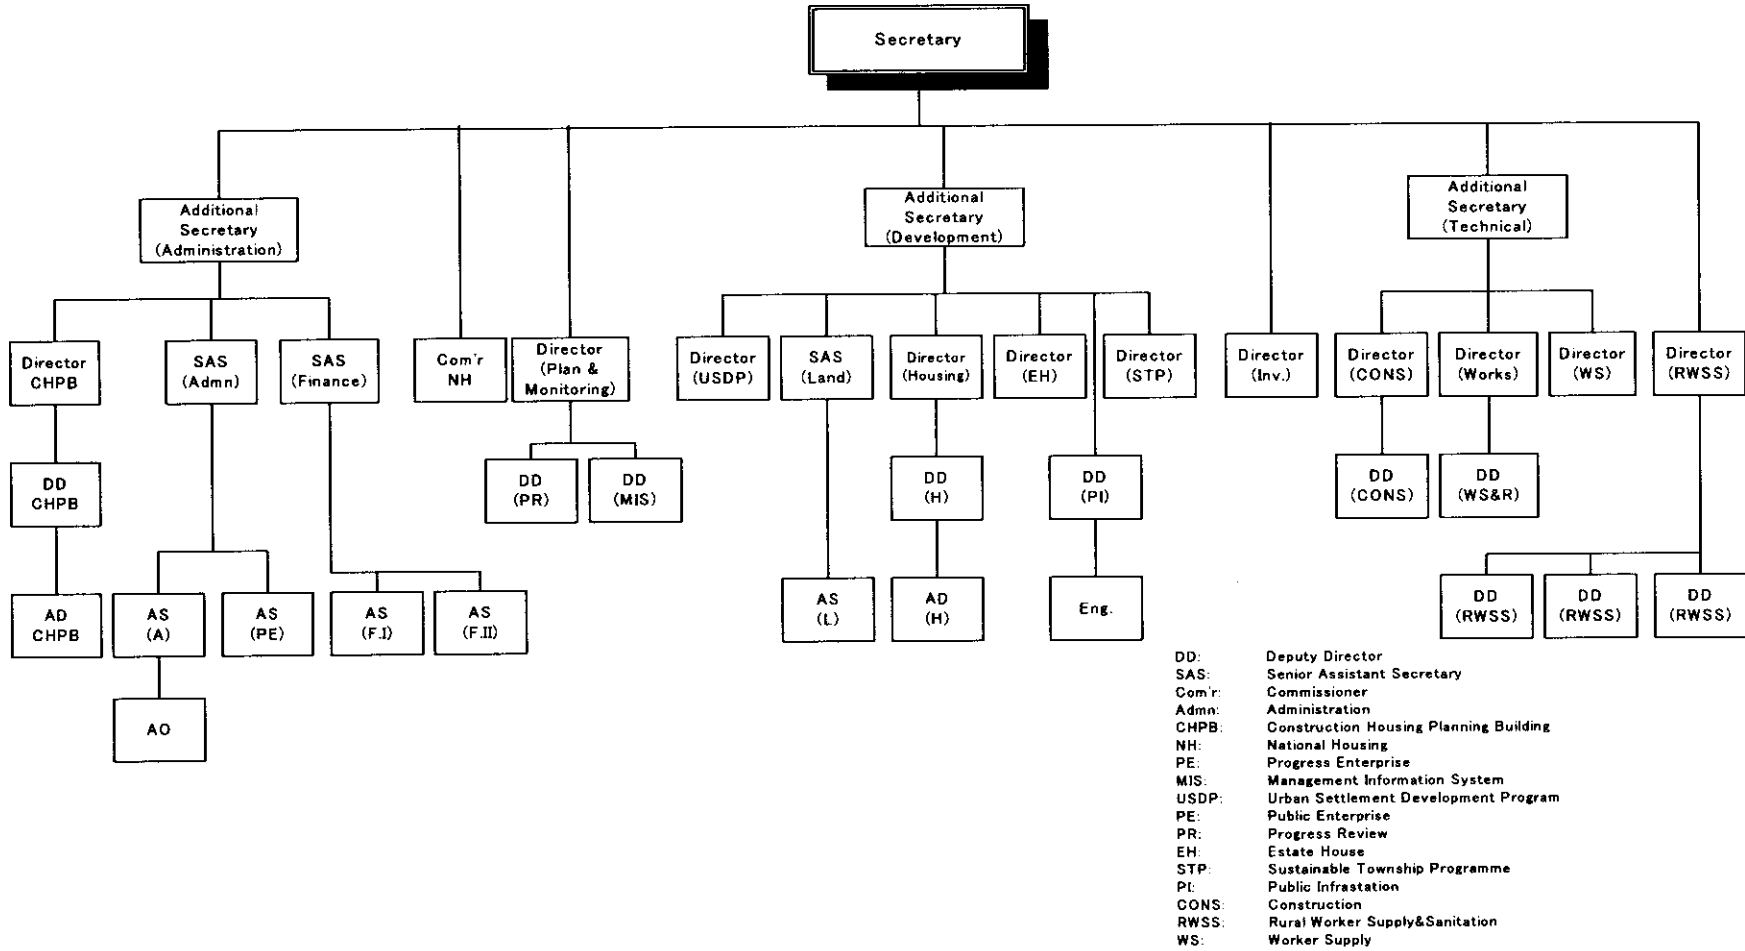 Secretary
Additional
Secretary
(Administration)
Additional
Secretary
(Development)
Additional
Secretary
(Technical)
Director
CHPB
SAS
(Admn)
SAS
(Finance)
Com'r
NH
Director
(Plan &
Monitoring)
Director
(USDP)
SAS
(Land)
Director
(Housing)
Director
(EH)
Director
(STP)
Director
(Inv.)
Director
(CONS)
Director
(Works)
Director
(WS)
Director
(RWSS)
DD
CHPB
DD
(PR)
DD
(MIS)
DD
(H)
DD
(PI)
DD
(CONS)
DD
(WS&R)
AD
CHPB
AS
(A)
AS
(PE)
AS
(F.I)
AS
(F.II)
AS
(L)
AD
(H)
Eng.
DD
(RWSS)
DD
(RWSS)
DD
(RWSS)
AO
DD: Deputy Director
SAS: Senior Assistant Secretary
Com'r: Commissioner
Admn: Administration
CHPB: Construction Housing Planning Building
NH: National Housing
PE: Progress Enterprise
MIS: Management Information System
USDP: Urban Settlement Development Program
PE: Public Enterprise
PR: Progress Review
EH: Estate House
STP: Sustainable Township Programme
PI: Public Infrastation
CONS: Construction
RWSS: Rural Worker Supply&Sanitation
WS: Worker Supply